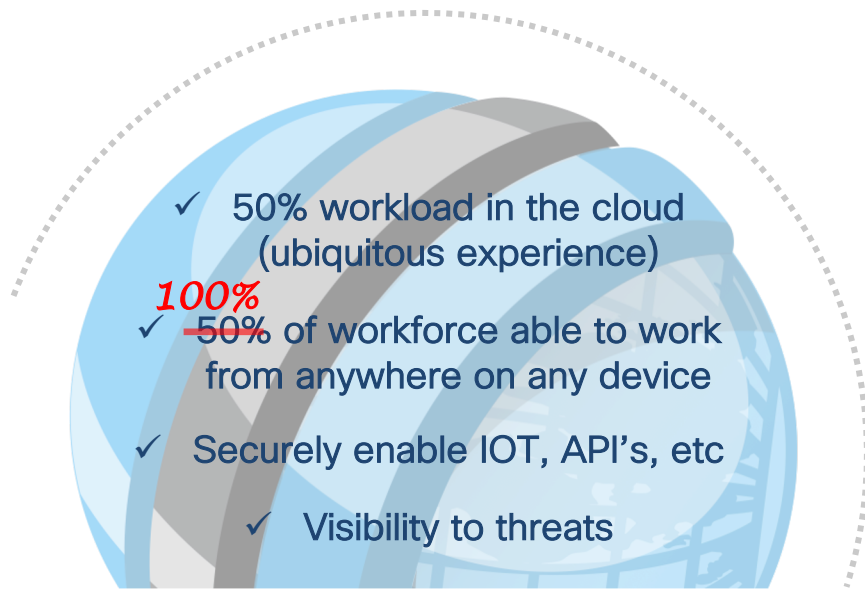 ✓ 50% workload in the cloud
(ubiquitous experience)
100%
✓ 50% of workforce able to work
from anywhere on any device
✓ Securely enable IOT, API's, etc
✓ Visibility to threats